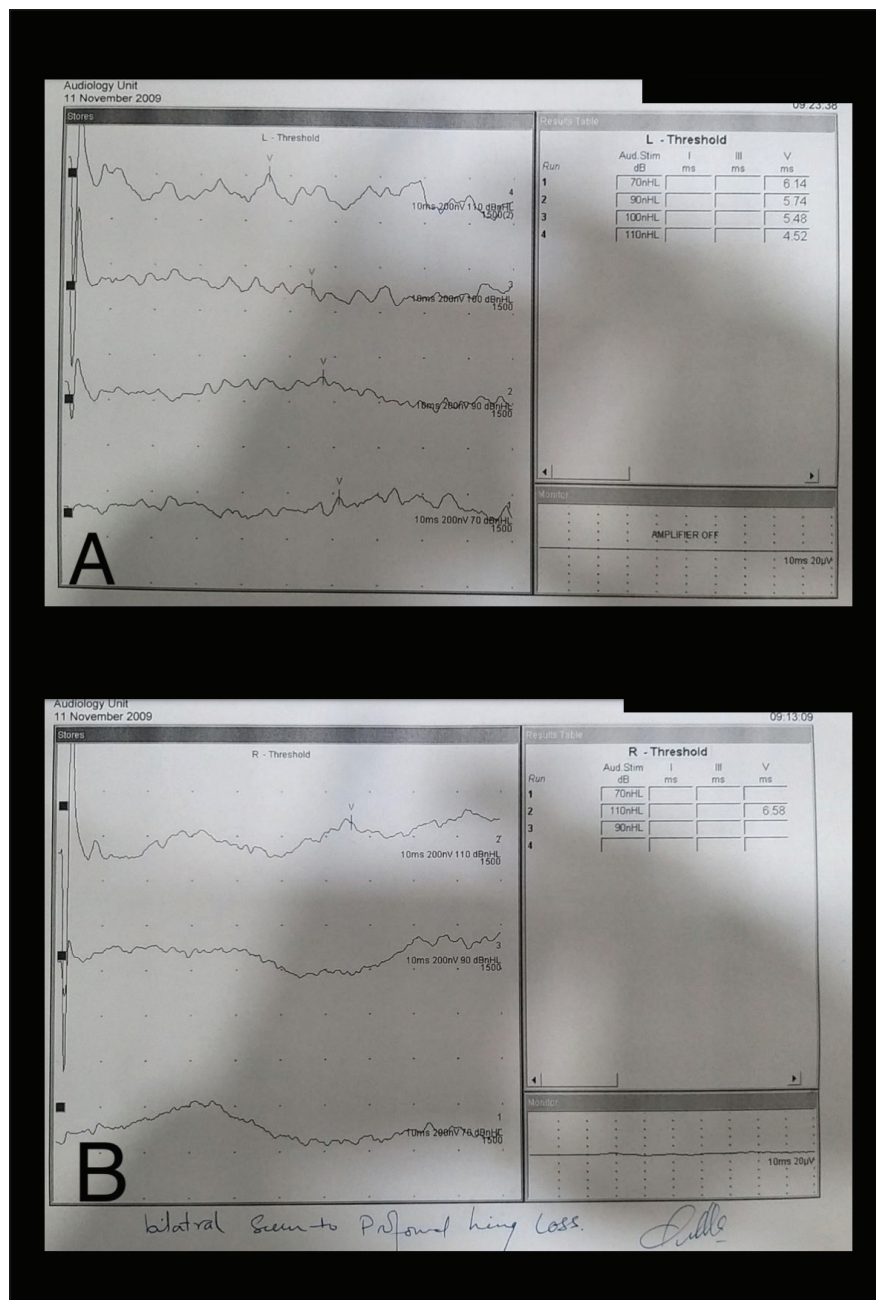 Audiology Unit
11 November 2009
09:23:38
Stores
L - Threshold
V
4
10ms 200nV 110 dBnHL
1500(2)
V
3
10ms 200nV 100 dBnHL
1500
V
2
10ms 200nV 90 dBnHL
1500
V
1
10ms 200nV 70 dBnHL
1500
A
Results Table
L - Threshold
Aud.Stim I III V
Run dB ms ms ms
1 70nHL 6.14
2 90nHL 5.74
3 100nHL 5.48
4 110nHL 4.52
Monitor
AMPLIFIER OFF
10ms 20µV
Audiology Unit
11 November 2009
09:13:09
Stores
R - Threshold
V
2
10ms 200nV 110 dBnHL
1500
3
10ms 200nV 90 dBnHL
1500
1
10ms 200nV 70 dBnHL
1500
B
Results Table
R - Threshold
Aud.Stim I III V
Run dB ms ms ms
1 70nHL
2 110nHL 6.58
3 90nHL
4
Monitor
10ms 20µV
bilatral to Profound Loss.